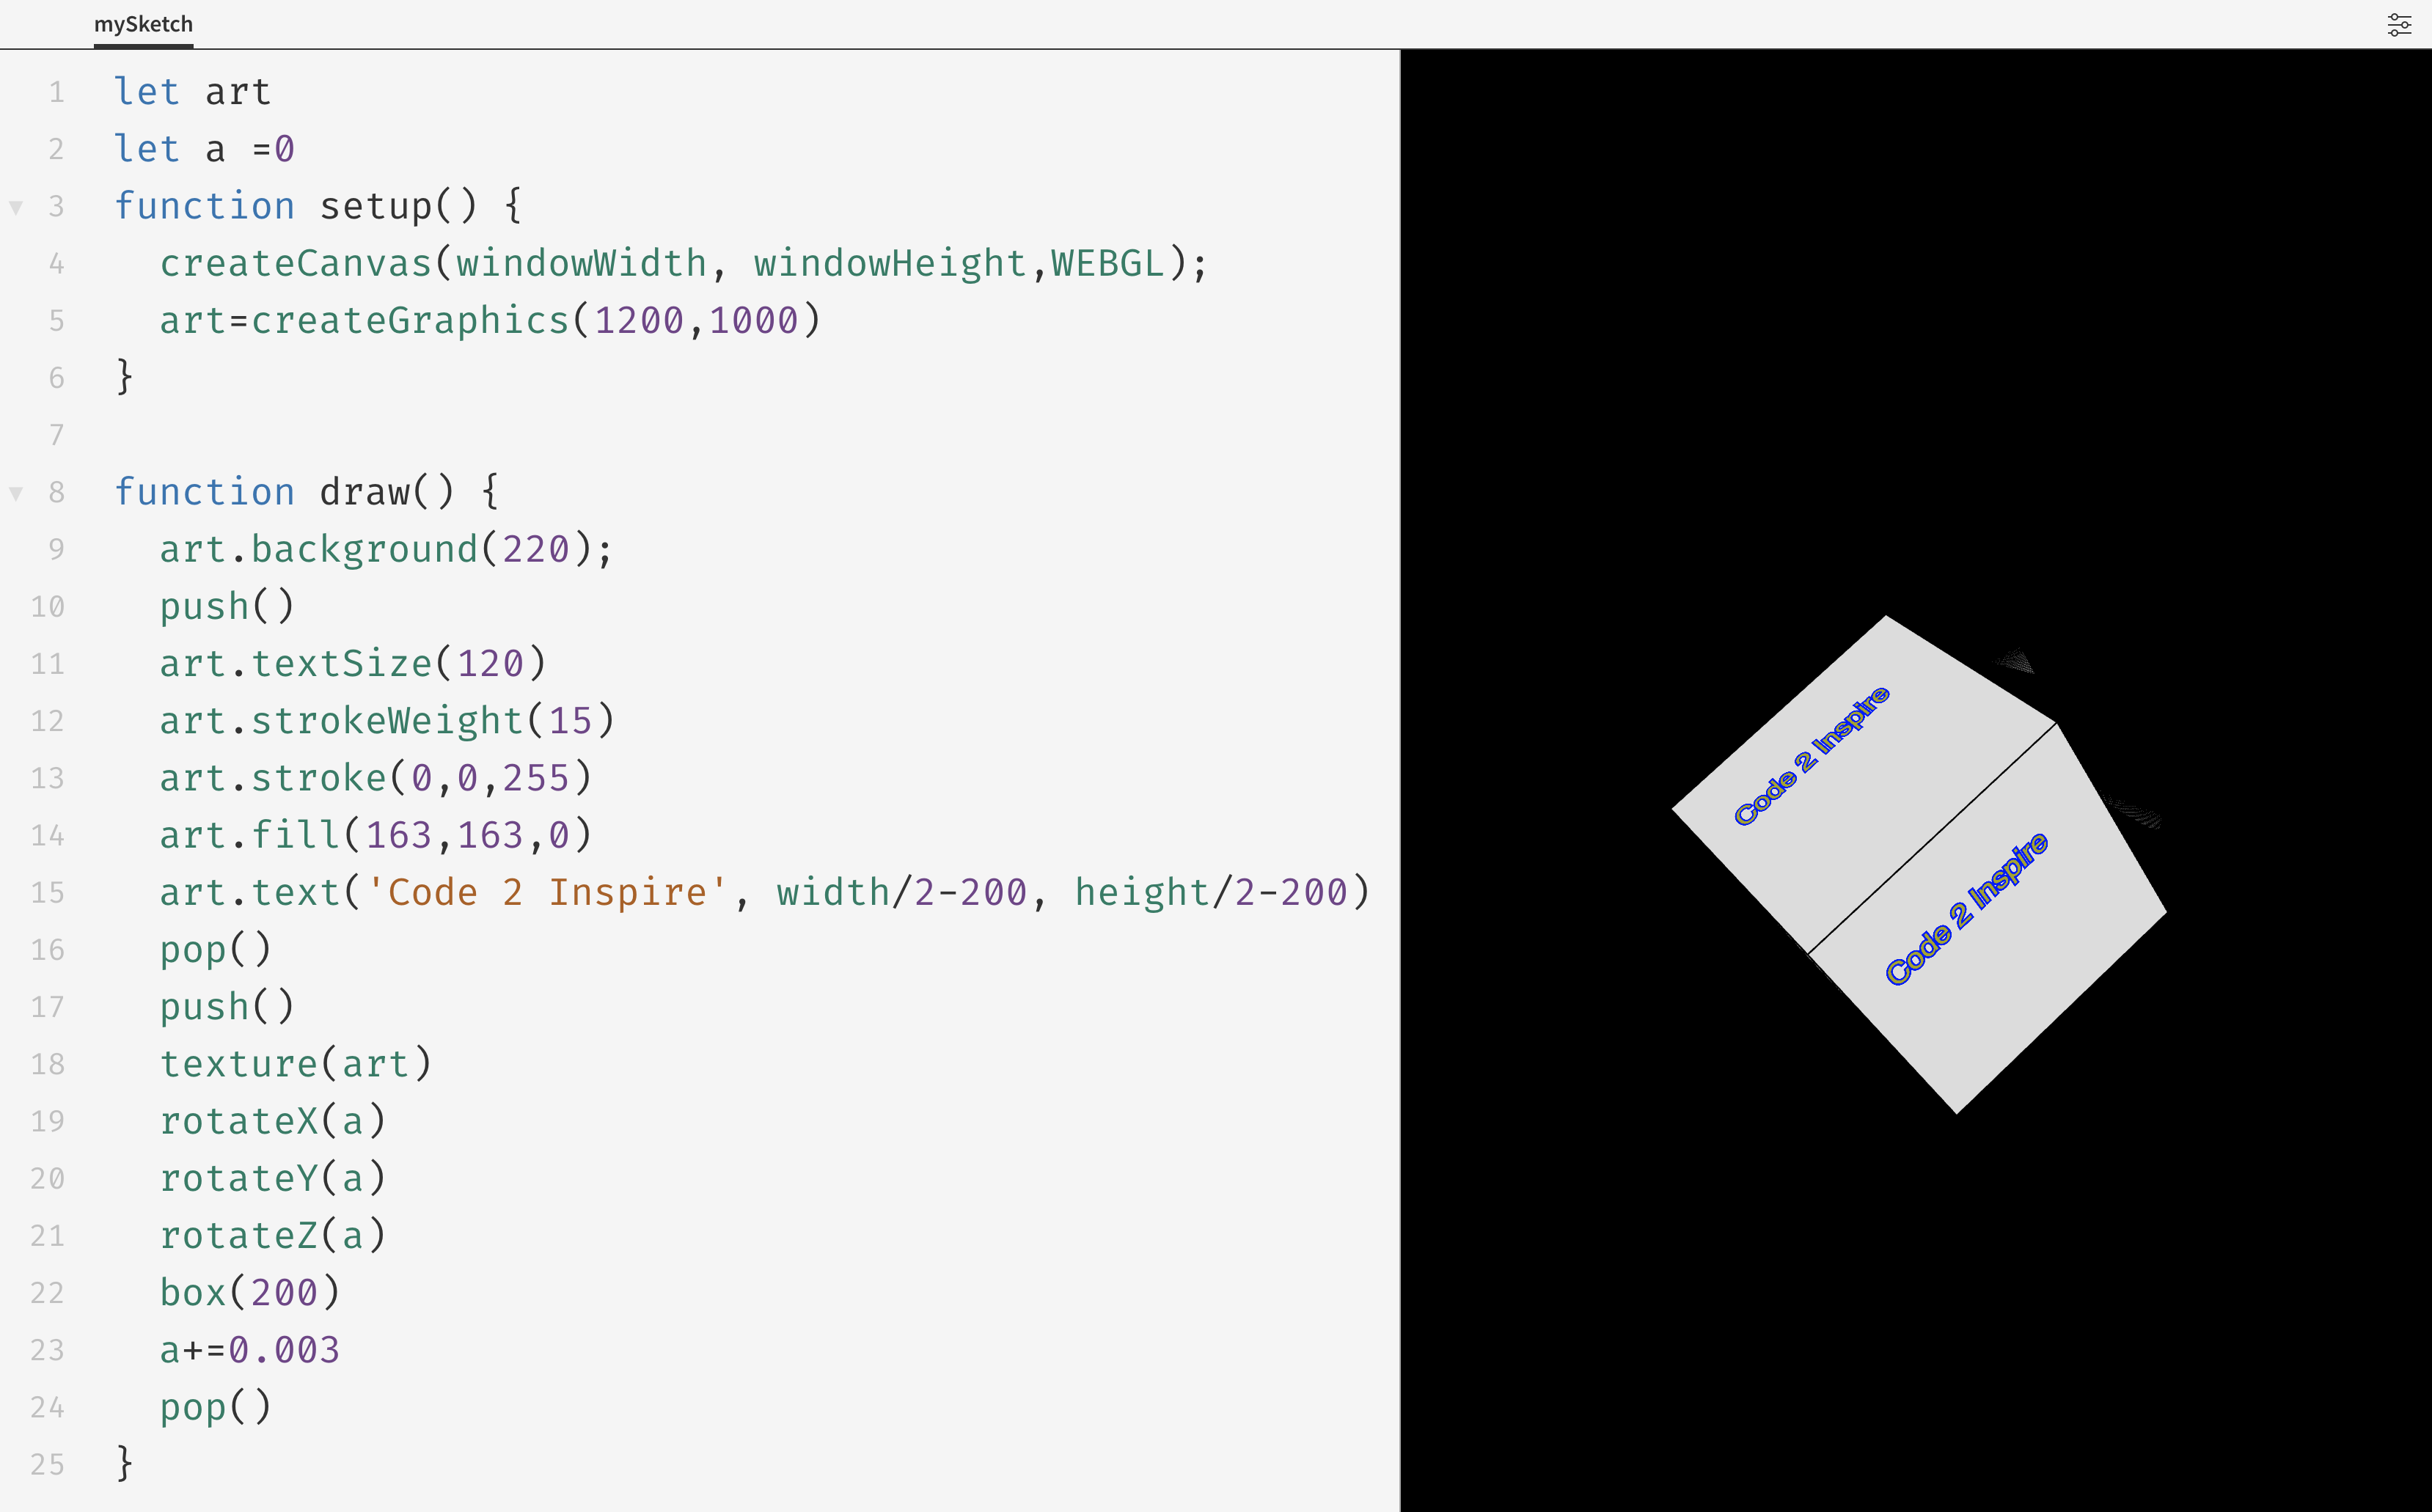 mySketch
1 let art
2 let a =0
3 function setup() {
4 createCanvas(windowWidth, windowHeight,WEBGL);
5 art=createGraphics(1200,1000)
6 }
7
8 function draw() {
9 art.background(220);
10 push()
11 art.textSize(120)
12 art.strokeWeight(15)
13 art.stroke(0,0,255)
14 art.fill(163,163,0)
15 art.text('Code 2 Inspire', width/2-200, height/2-200)
16 pop()
17 push()
18 texture(art)
19 rotateX(a)
20 rotateY(a)
21 rotateZ(a)
22 box(200)
23 a+=0.003
24 pop()
25 }
Code 2 Inspire
Code 2 Inspire